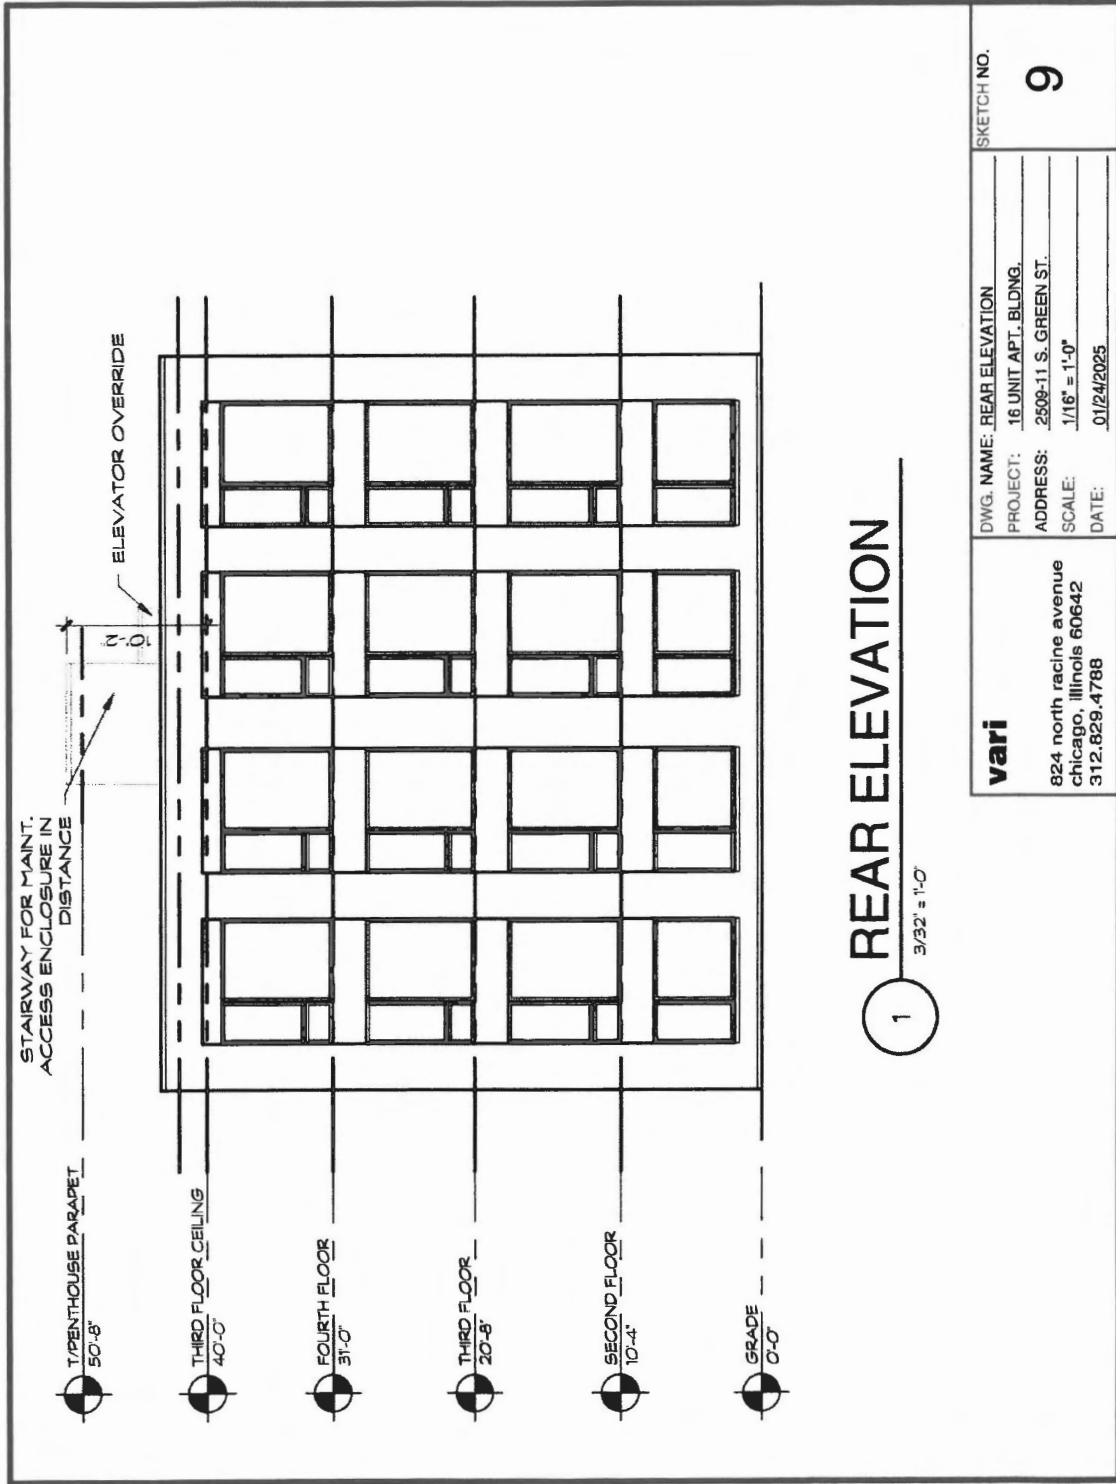 STAIRWAY FOR MAINT.
ACCESS ENCLOSURE IN
DISTANCE
ELEVATOR OVERRIDE
10'-2"
T/PENTHOUSE PARAPET
50'-8"
THIRD FLOOR CEILING
40'-0"
FOURTH FLOOR
31'-0"
THIRD FLOOR
20'-8"
SECOND FLOOR
10'-4"
GRADE
0'-0"
1
REAR ELEVATION
3/32" = 1'-0"
vari
824 north racine avenue
chicago, illinois 60642
312.829.4788
DWG. NAME: REAR ELEVATION
PROJECT: 16 UNIT APT. BLDNG.
ADDRESS: 2509-11 S. GREEN ST.
SCALE: 1/16" = 1'-0"
DATE: 01/24/2025
SKETCH NO.
9